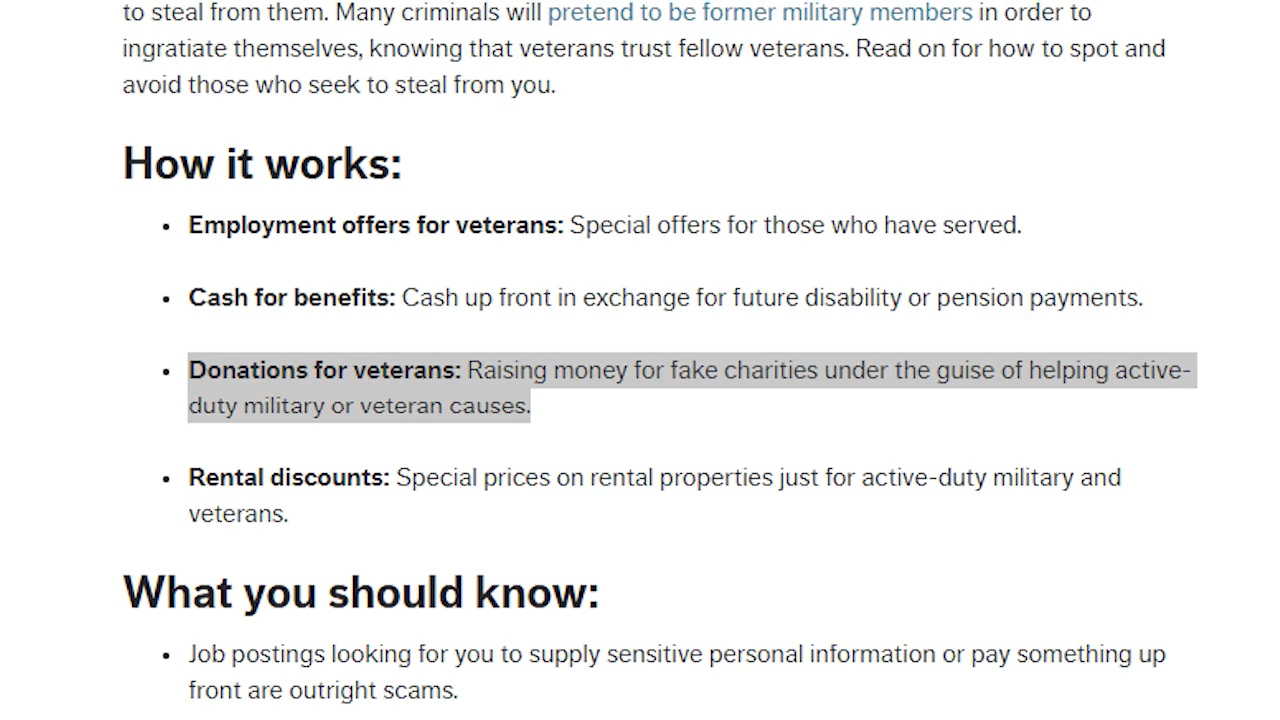 to steal from them. Many criminals will pretend to be former military members in order to
ingratiate themselves, knowing that veterans trust fellow veterans. Read on for how to spot and
avoid those who seek to steal from you.
How it works:
• Employment offers for veterans: Special offers for those who have served.
• Cash for benefits: Cash up front in exchange for future disability or pension payments.
• Donations for veterans: Raising money for fake charities under the guise of helping active-
duty military or veteran causes.
• Rental discounts: Special prices on rental properties just for active-duty military and
veterans.
What you should know:
• Job postings looking for you to supply sensitive personal information or pay something up
front are outright scams.